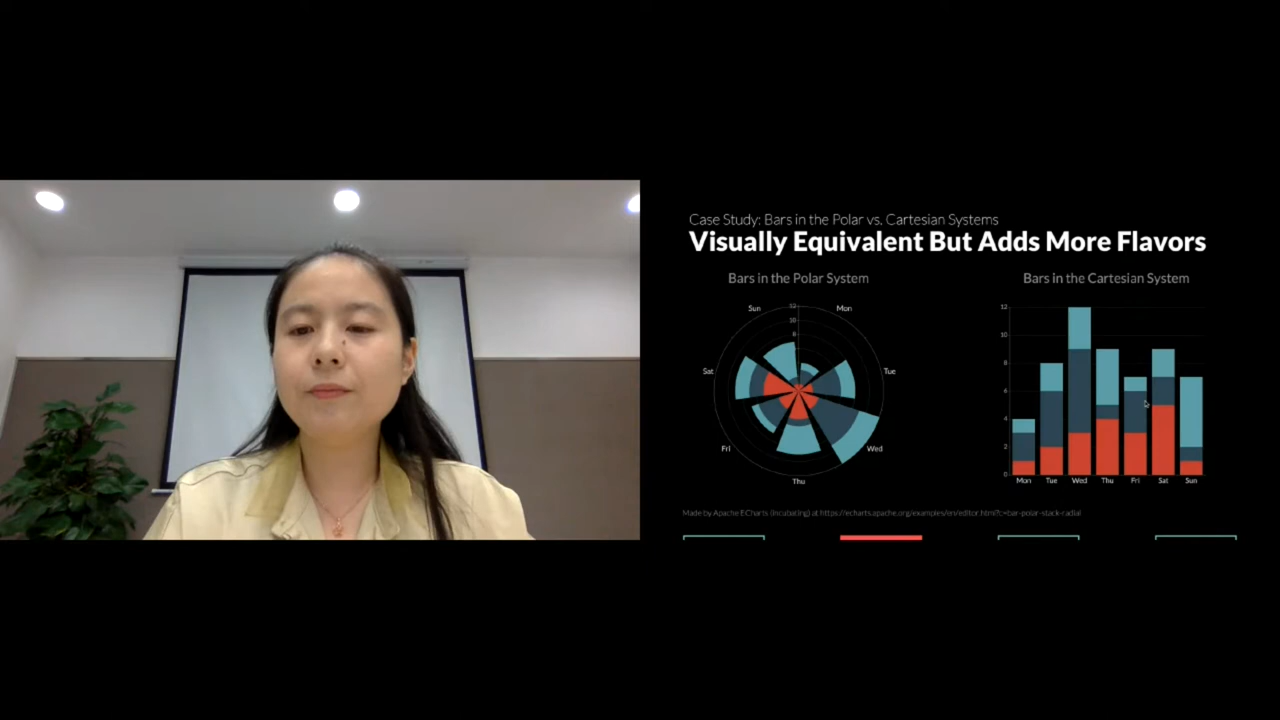 Case Study: Bars in the Polar vs. Cartesian Systems
Visually Equivalent But Adds More Flavors
Bars in the Polar System
Bars in the Cartesian System
Sun
12
Mon
10
8
Sat
Tue
Fri
Wed
Thu
12
10
8
6
4
2
0
Mon Tue Wed Thu Fri Sat Sun
Made by Apache ECharts (incubating) at https://echarts.apache.org/examples/en/editor.html?c=bar-polar-stack-radial